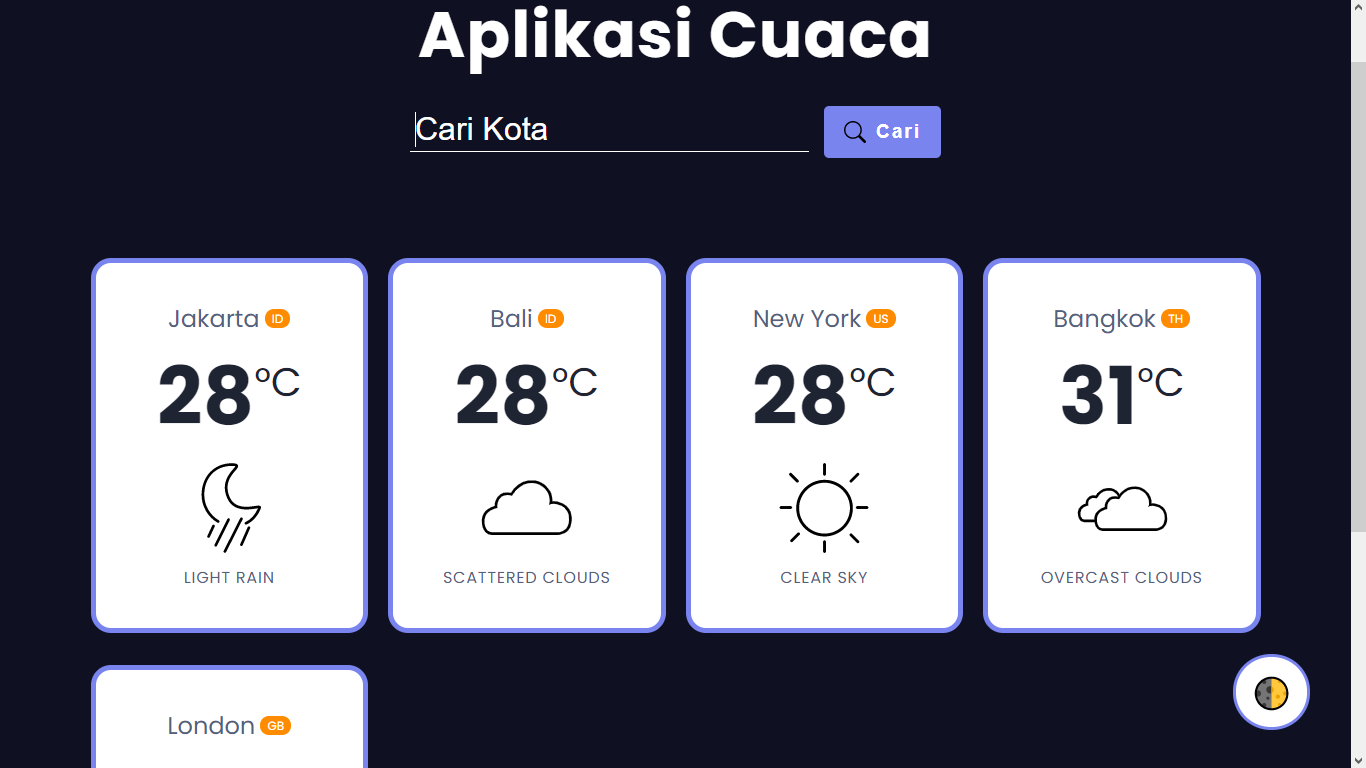 Aplikasi Cuaca
Cari Kota
Cari
Jakarta ID
28°C
LIGHT RAIN
Bali ID
28°C
SCATTERED CLOUDS
New York US
28°C
CLEAR SKY
Bangkok TH
31°C
OVERCAST CLOUDS
London GB